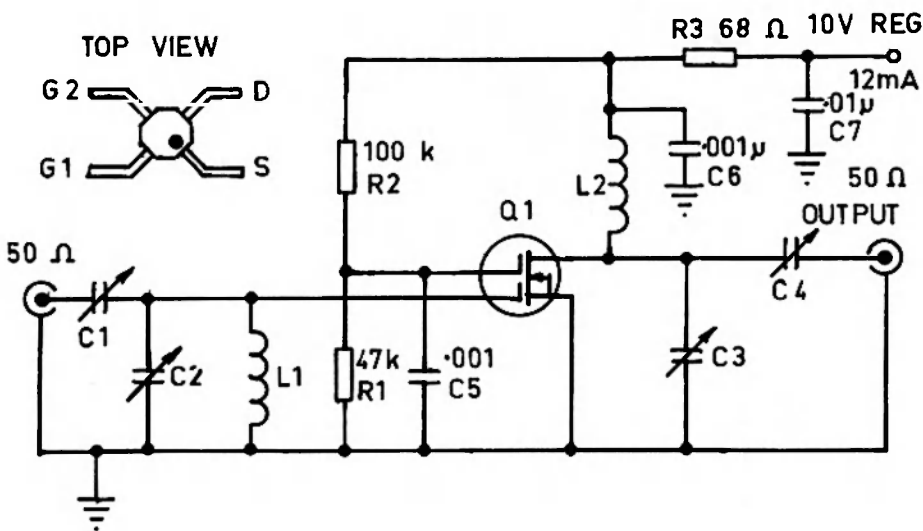 TOP VIEW
G2
D
G1
S
R3 68 Ω
10V REG
12mA
·01µ
C7
100 k
R2
·001µ
C6
L2
Q1
50 Ω
OUTPUT
50 Ω
C1
C2
L1
47k
R1
·001
C5
C3
C4